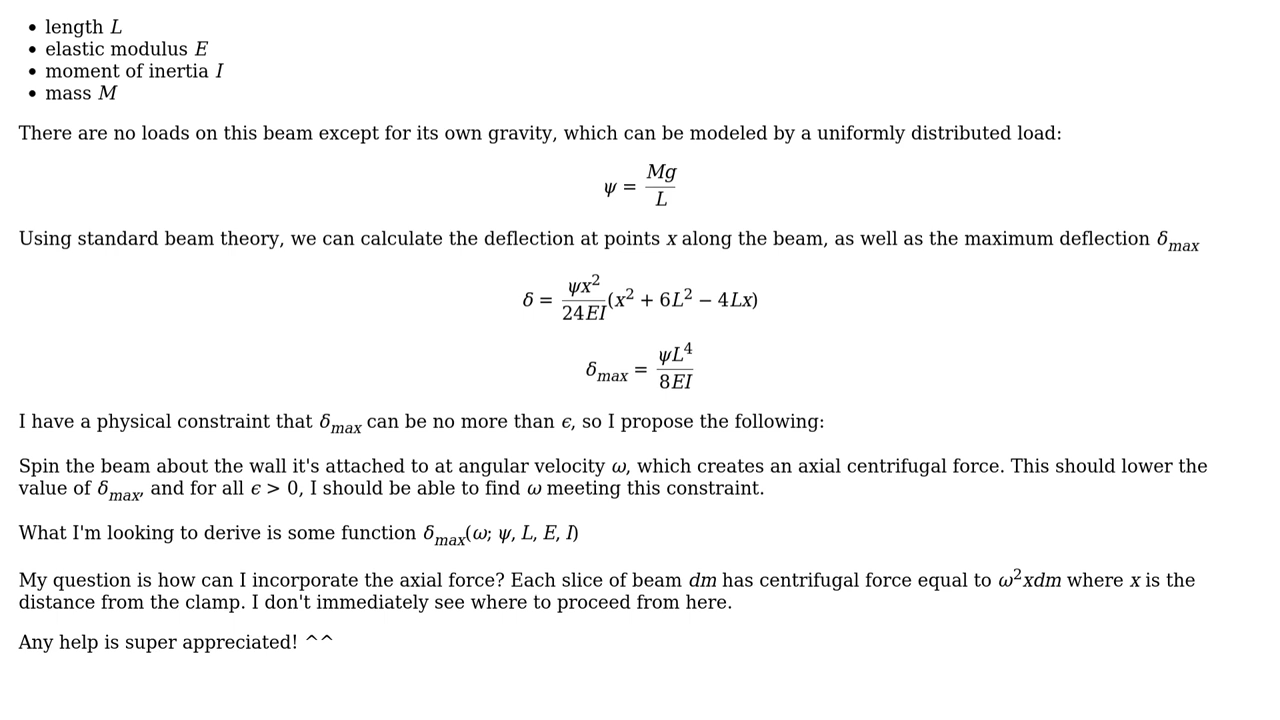 • length L
• elastic modulus E
• moment of inertia I
• mass M
There are no loads on this beam except for its own gravity, which can be modeled by a uniformly distributed load:
ψ = Mg/L
Using standard beam theory, we can calculate the deflection at points x along the beam, as well as the maximum deflection δ_max
δ = ψx²/24EI (x² + 6L² − 4Lx)
δ_max = ψL⁴/8EI
I have a physical constraint that δ_max can be no more than ϵ, so I propose the following:
Spin the beam about the wall it's attached to at angular velocity ω, which creates an axial centrifugal force. This should lower the
value of δ_max, and for all ϵ > 0, I should be able to find ω meeting this constraint.
What I'm looking to derive is some function δ_max(ω; ψ, L, E, I)
My question is how can I incorporate the axial force? Each slice of beam dm has centrifugal force equal to ω²xdm where x is the
distance from the clamp. I don't immediately see where to proceed from here.
Any help is super appreciated! ^^